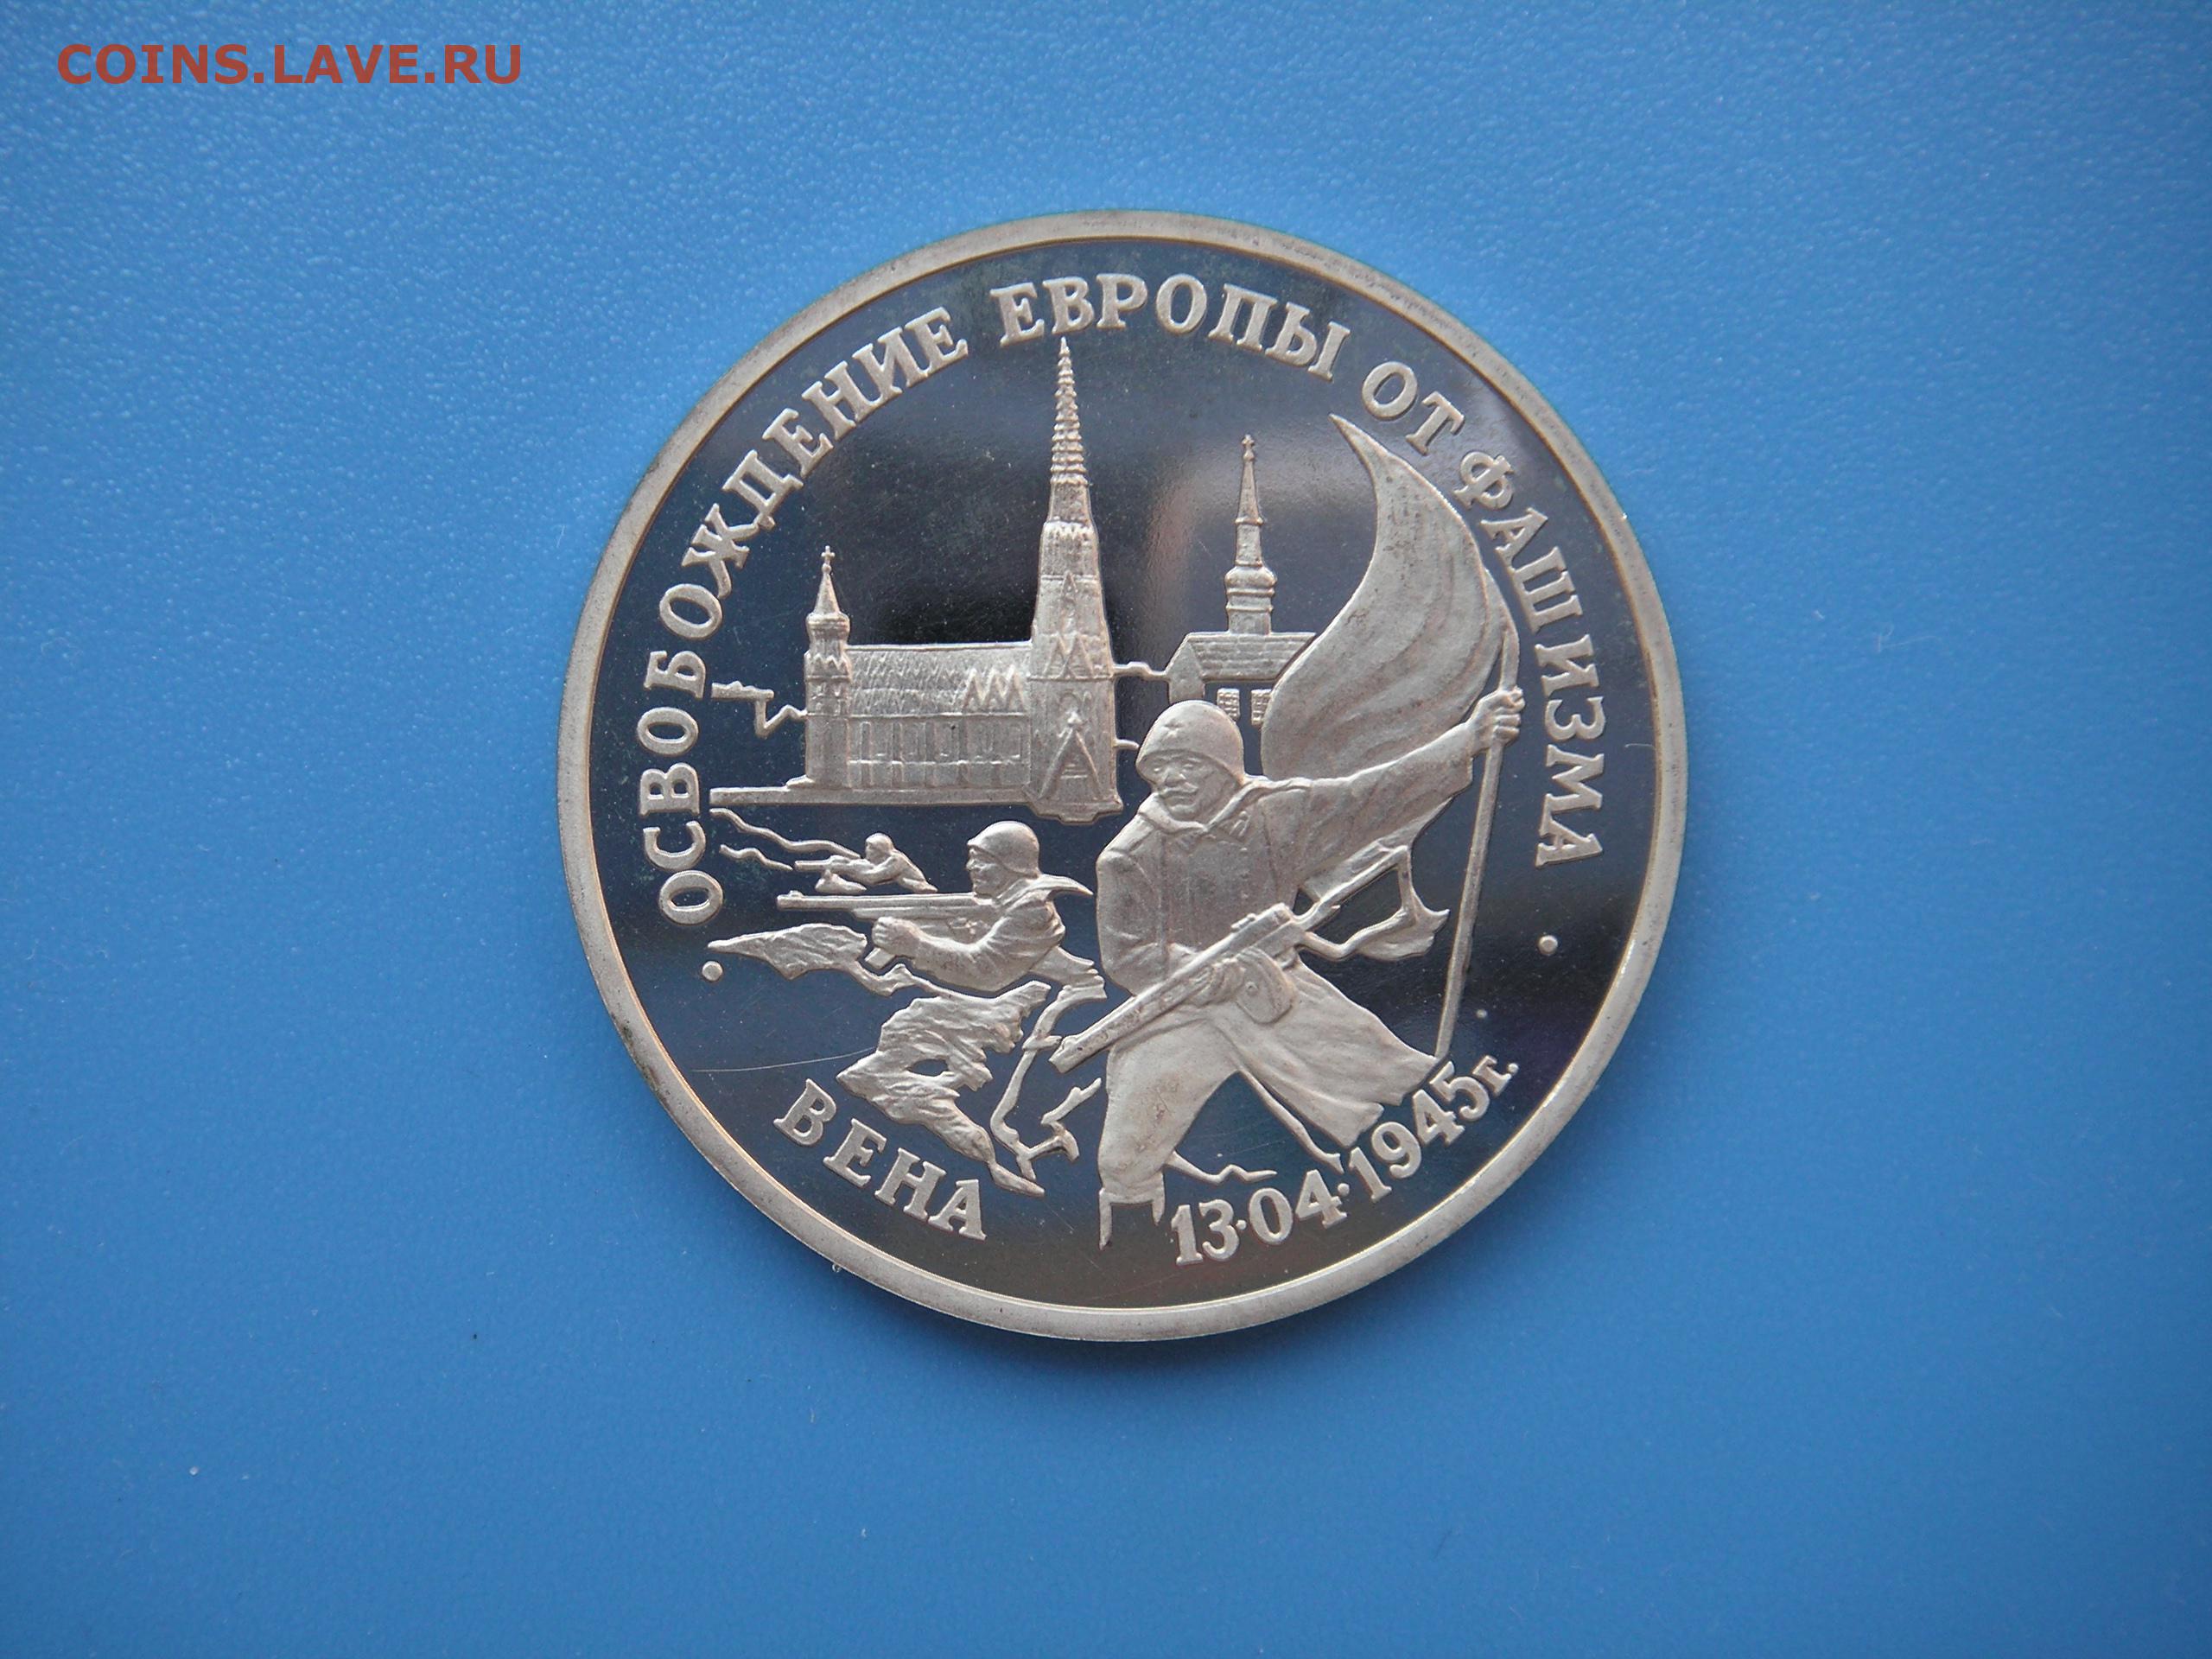 COINS.LAVE.RU
ОСВОБОЖДЕНИЕ ЕВРОПЫ ОТ ФАШИЗМА
ВЕНА
13·04·1945г.